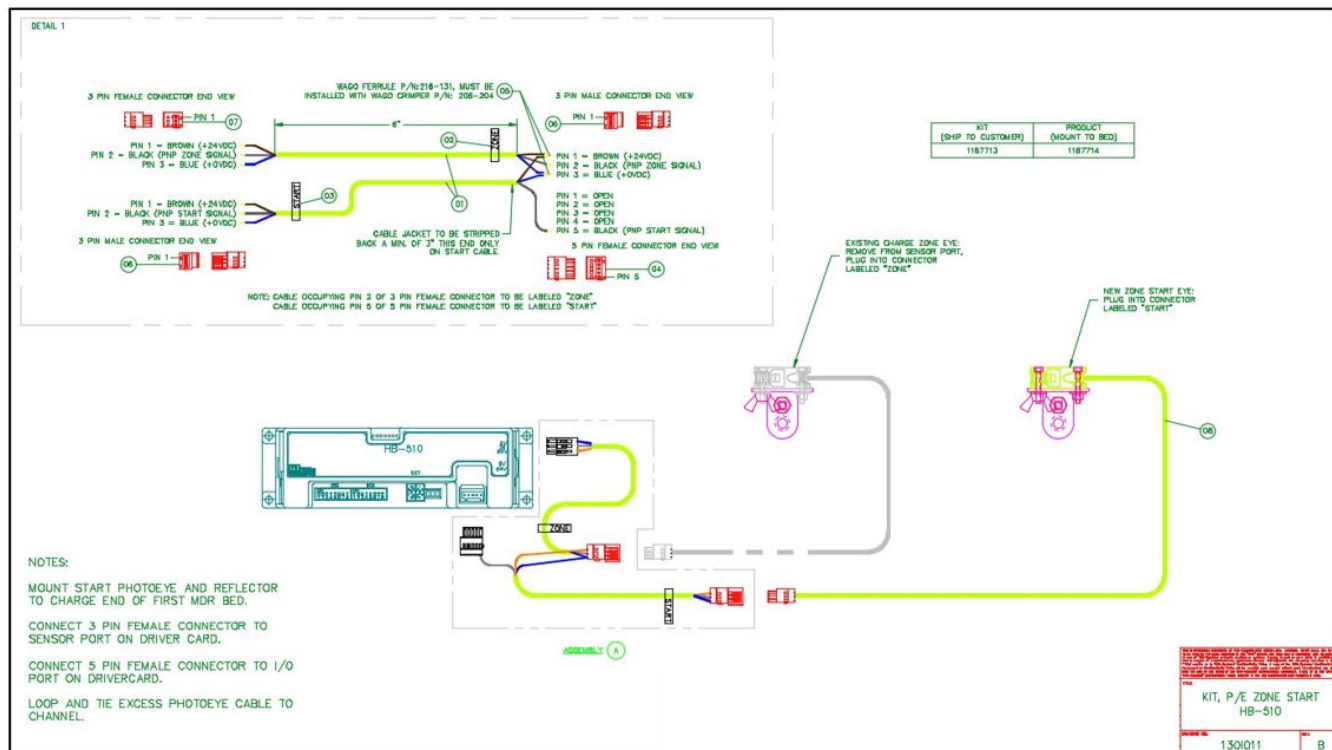 DETAIL 1
WAGO FERRULE P/N:216-131, MUST BE
INSTALLED WITH WAGO CRIMPER P/N: 206-204
05
3 PIN FEMALE CONNECTOR END VIEW
PIN 1
07
3 PIN MALE CONNECTOR END VIEW
PIN 1
06
6"
02
ZONE
PIN 1 - BROWN (+24VDC)
PIN 2 - BLACK (PNP ZONE SIGNAL)
PIN 3 = BLUE (+0VDC)
PIN 1 - BROWN (+24VDC)
PIN 2 - BLACK (PNP ZONE SIGNAL)
PIN 3 = BLUE (+0VDC)
START
03
01
PIN 1 - BROWN (+24VDC)
PIN 2 - BLACK (PNP START SIGNAL)
PIN 3 = BLUE (+0VDC)
PIN 1 = OPEN
PIN 2 = OPEN
PIN 3 = OPEN
PIN 4 = OPEN
PIN 5 = BLACK (PNP START SIGNAL)
CABLE JACKET TO BE STRIPPED
BACK A MIN. OF 3" THIS END ONLY
ON START CABLE.
3 PIN MALE CONNECTOR END VIEW
PIN 1
06
5 PIN FEMALE CONNECTOR END VIEW
04
PIN 5
NOTE: CABLE OCCUPYING PIN 2 OF 3 PIN FEMALE CONNECTOR TO BE LABELED "ZONE"
CABLE OCCUPYING PIN 5 OF 5 PIN FEMALE CONNECTOR TO BE LABELED "START"
KIT
(SHIP TO CUSTOMER)
PRODUCT
(MOUNT TO BED)
1187713
1187714
EXISTING CHARGE ZONE EYE:
REMOVE FROM SENSOR PORT,
PLUG INTO CONNECTOR
LABELED "ZONE"
NEW ZONE START EYE:
PLUG INTO CONNECTOR
LABELED "START"
08
HB-510
SET
ZONE
START
ASSEMBLY A
NOTES:
MOUNT START PHOTOEYE AND REFLECTOR
TO CHARGE END OF FIRST MDR BED.
CONNECT 3 PIN FEMALE CONNECTOR TO
SENSOR PORT ON DRIVER CARD.
CONNECT 5 PIN FEMALE CONNECTOR TO I/O
PORT ON DRIVERCARD.
LOOP AND TIE EXCESS PHOTOEYE CABLE TO
CHANNEL.
KIT, P/E ZONE START
HB-510
1301011
B